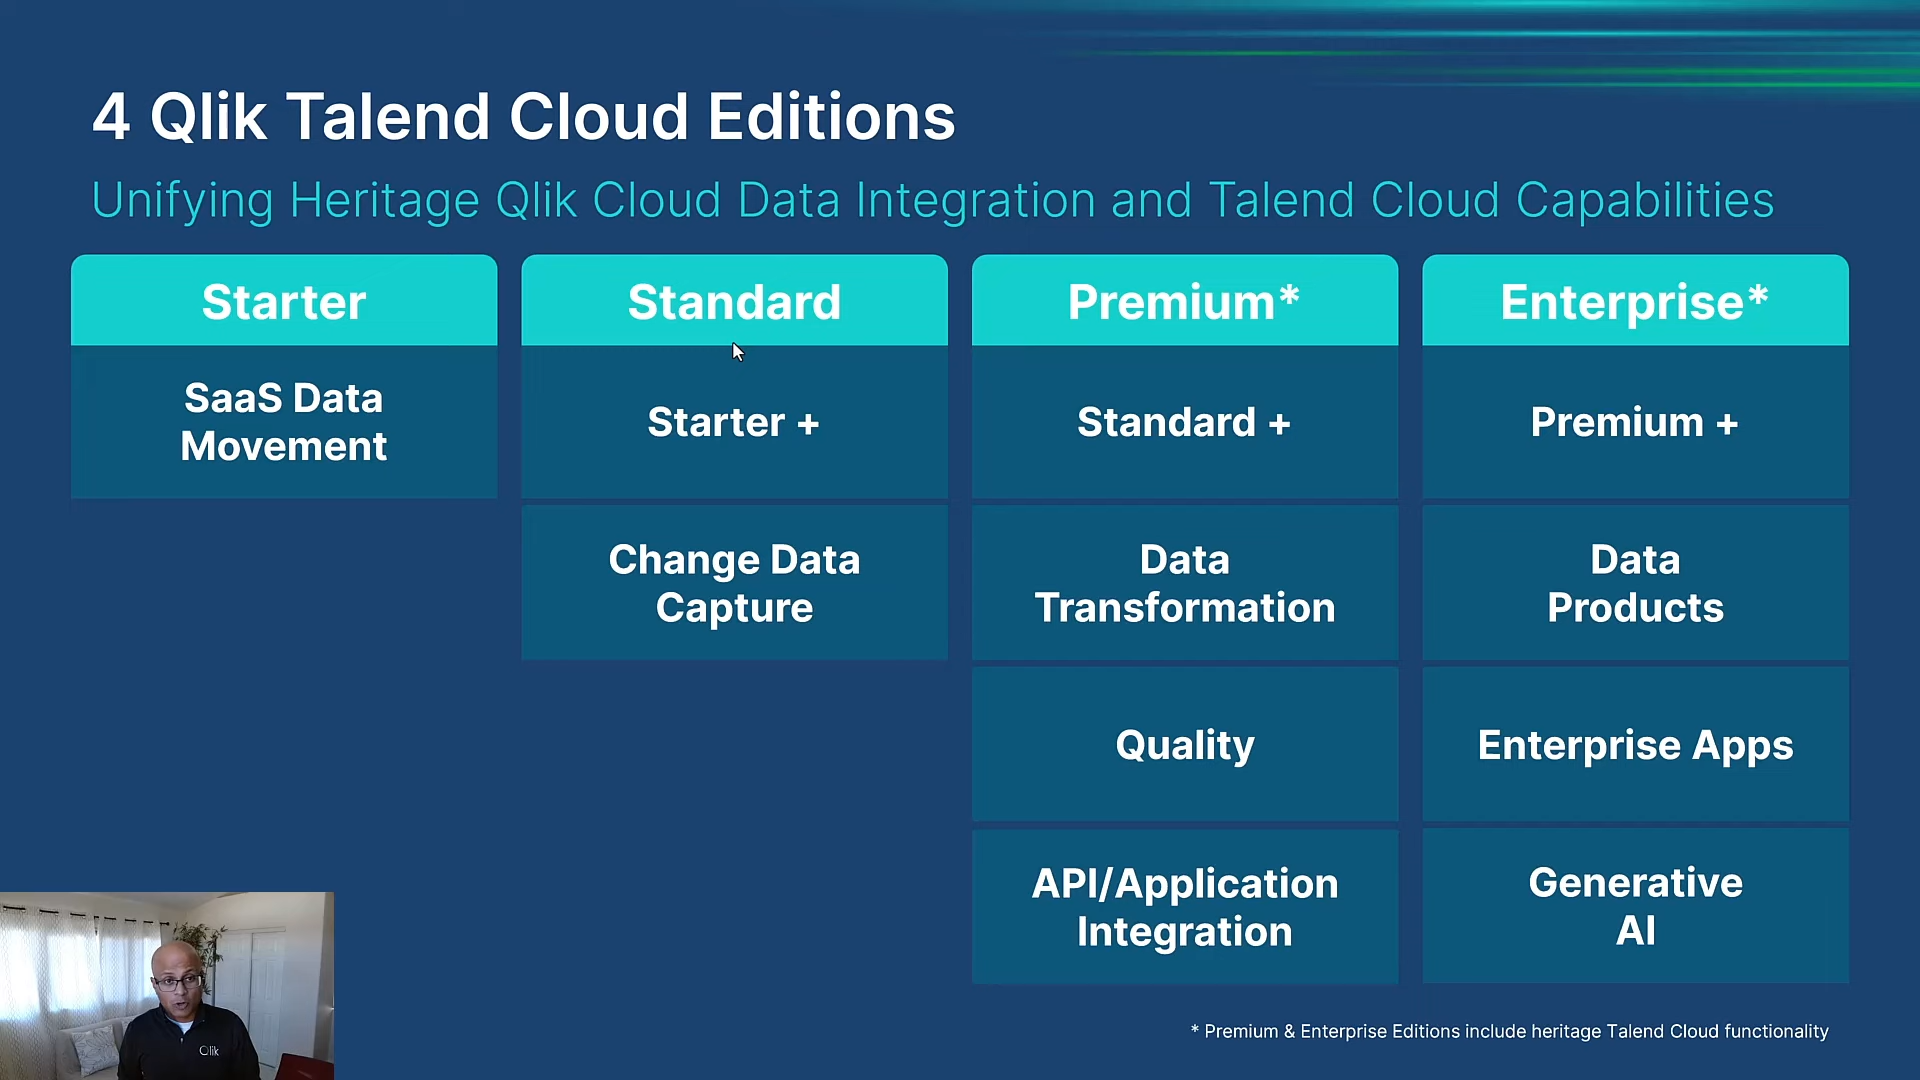 4 Qlik Talend Cloud Editions
Unifying Heritage Qlik Cloud Data Integration and Talend Cloud Capabilities
Starter
SaaS Data
Movement
Standard
Starter +
Change Data
Capture
Premium*
Standard +
Data
Transformation
Quality
API/Application
Integration
Enterprise*
Premium +
Data
Products
Enterprise Apps
Generative
AI
* Premium & Enterprise Editions include heritage Talend Cloud functionality
Qlik